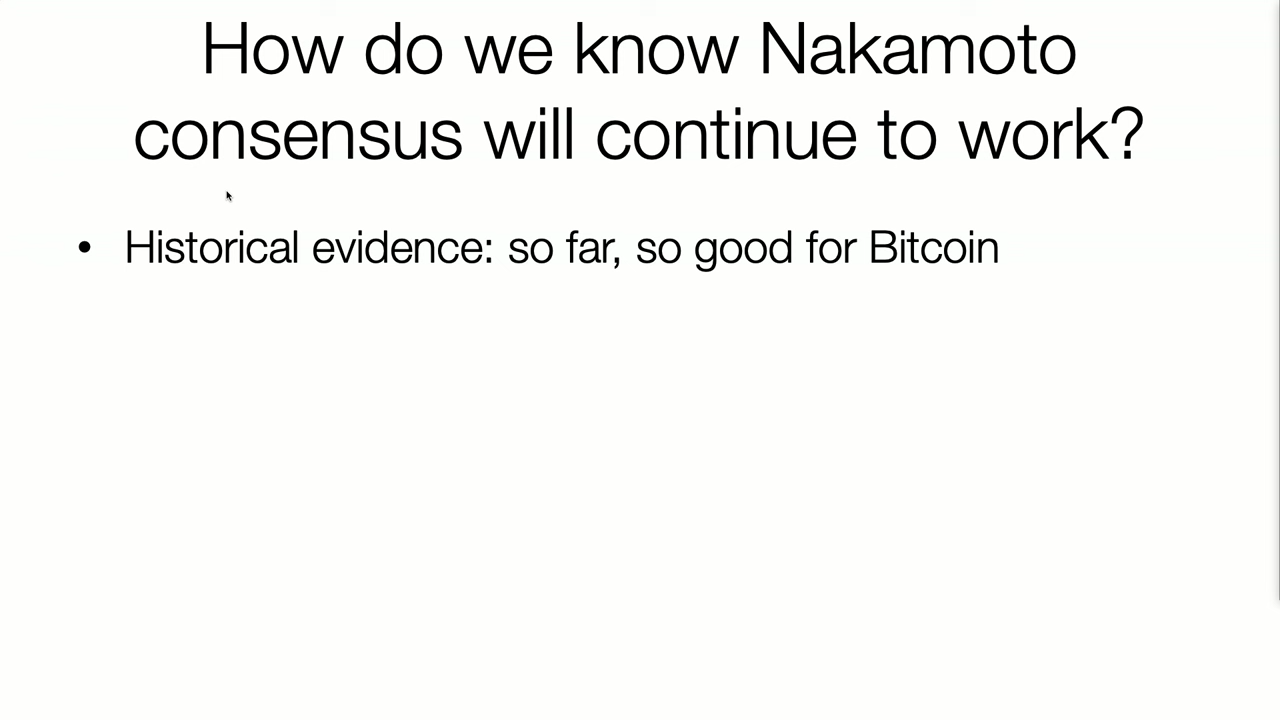 How do we know Nakamoto
consensus will continue to work?
• Historical evidence: so far, so good for Bitcoin